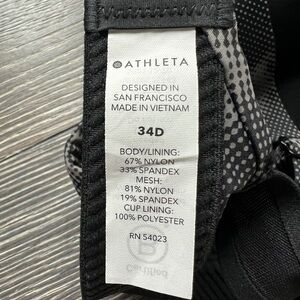 ATHLETA
DESIGNED IN
SAN FRANCISCO
MADE IN VIETNAM
34D
BODY/LINING:
67% NYLON
33% SPANDEX
MESH:
81% NYLON
19% SPANDEX
CUP LINING:
100% POLYESTER
RN 54023